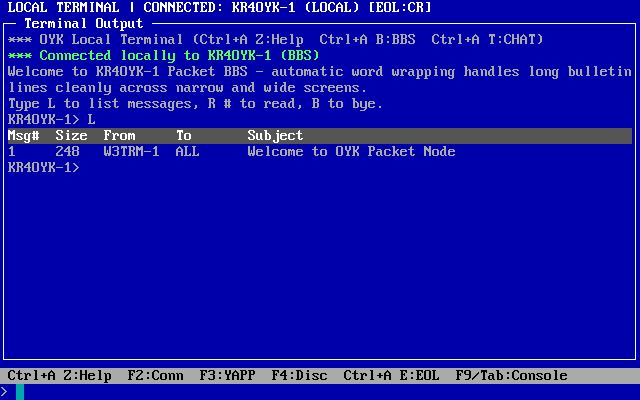 LOCAL TERMINAL | CONNECTED: KR4OYK-1 (LOCAL) [EOL:CR]
Terminal Output
*** OYK Local Terminal (Ctrl+A Z:Help  Ctrl+A B:BBS  Ctrl+A T:CHAT)
*** Connected locally to KR4OYK-1 (BBS)
Welcome to KR4OYK-1 Packet BBS - automatic word wrapping handles long bulletin
lines cleanly across narrow and wide screens.
Type L to list messages, R # to read, B to bye.
KR4OYK-1> L
Msg#  Size  From     To       Subject
1     248   W3TRM-1  ALL      Welcome to OYK Packet Node
KR4OYK-1>
Ctrl+A Z:Help  F2:Conn  F3:YAPP  F4:Disc  Ctrl+A E:EOL  F9/Tab:Console
>